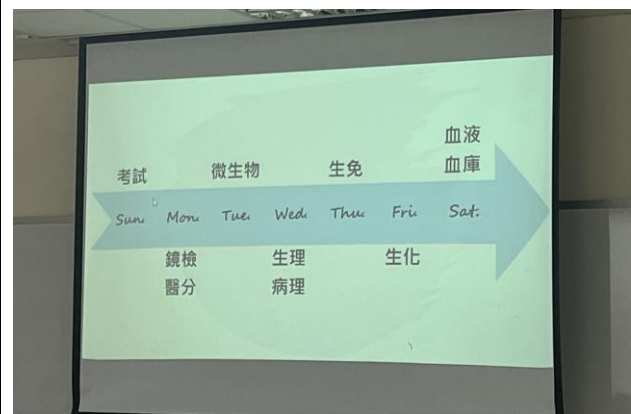 血液
考試 微生物 生免 血庫
Sun. Mon. Tue. Wed. Thu. Fri. Sat.
鏡檢 生理 生化
醫分 病理